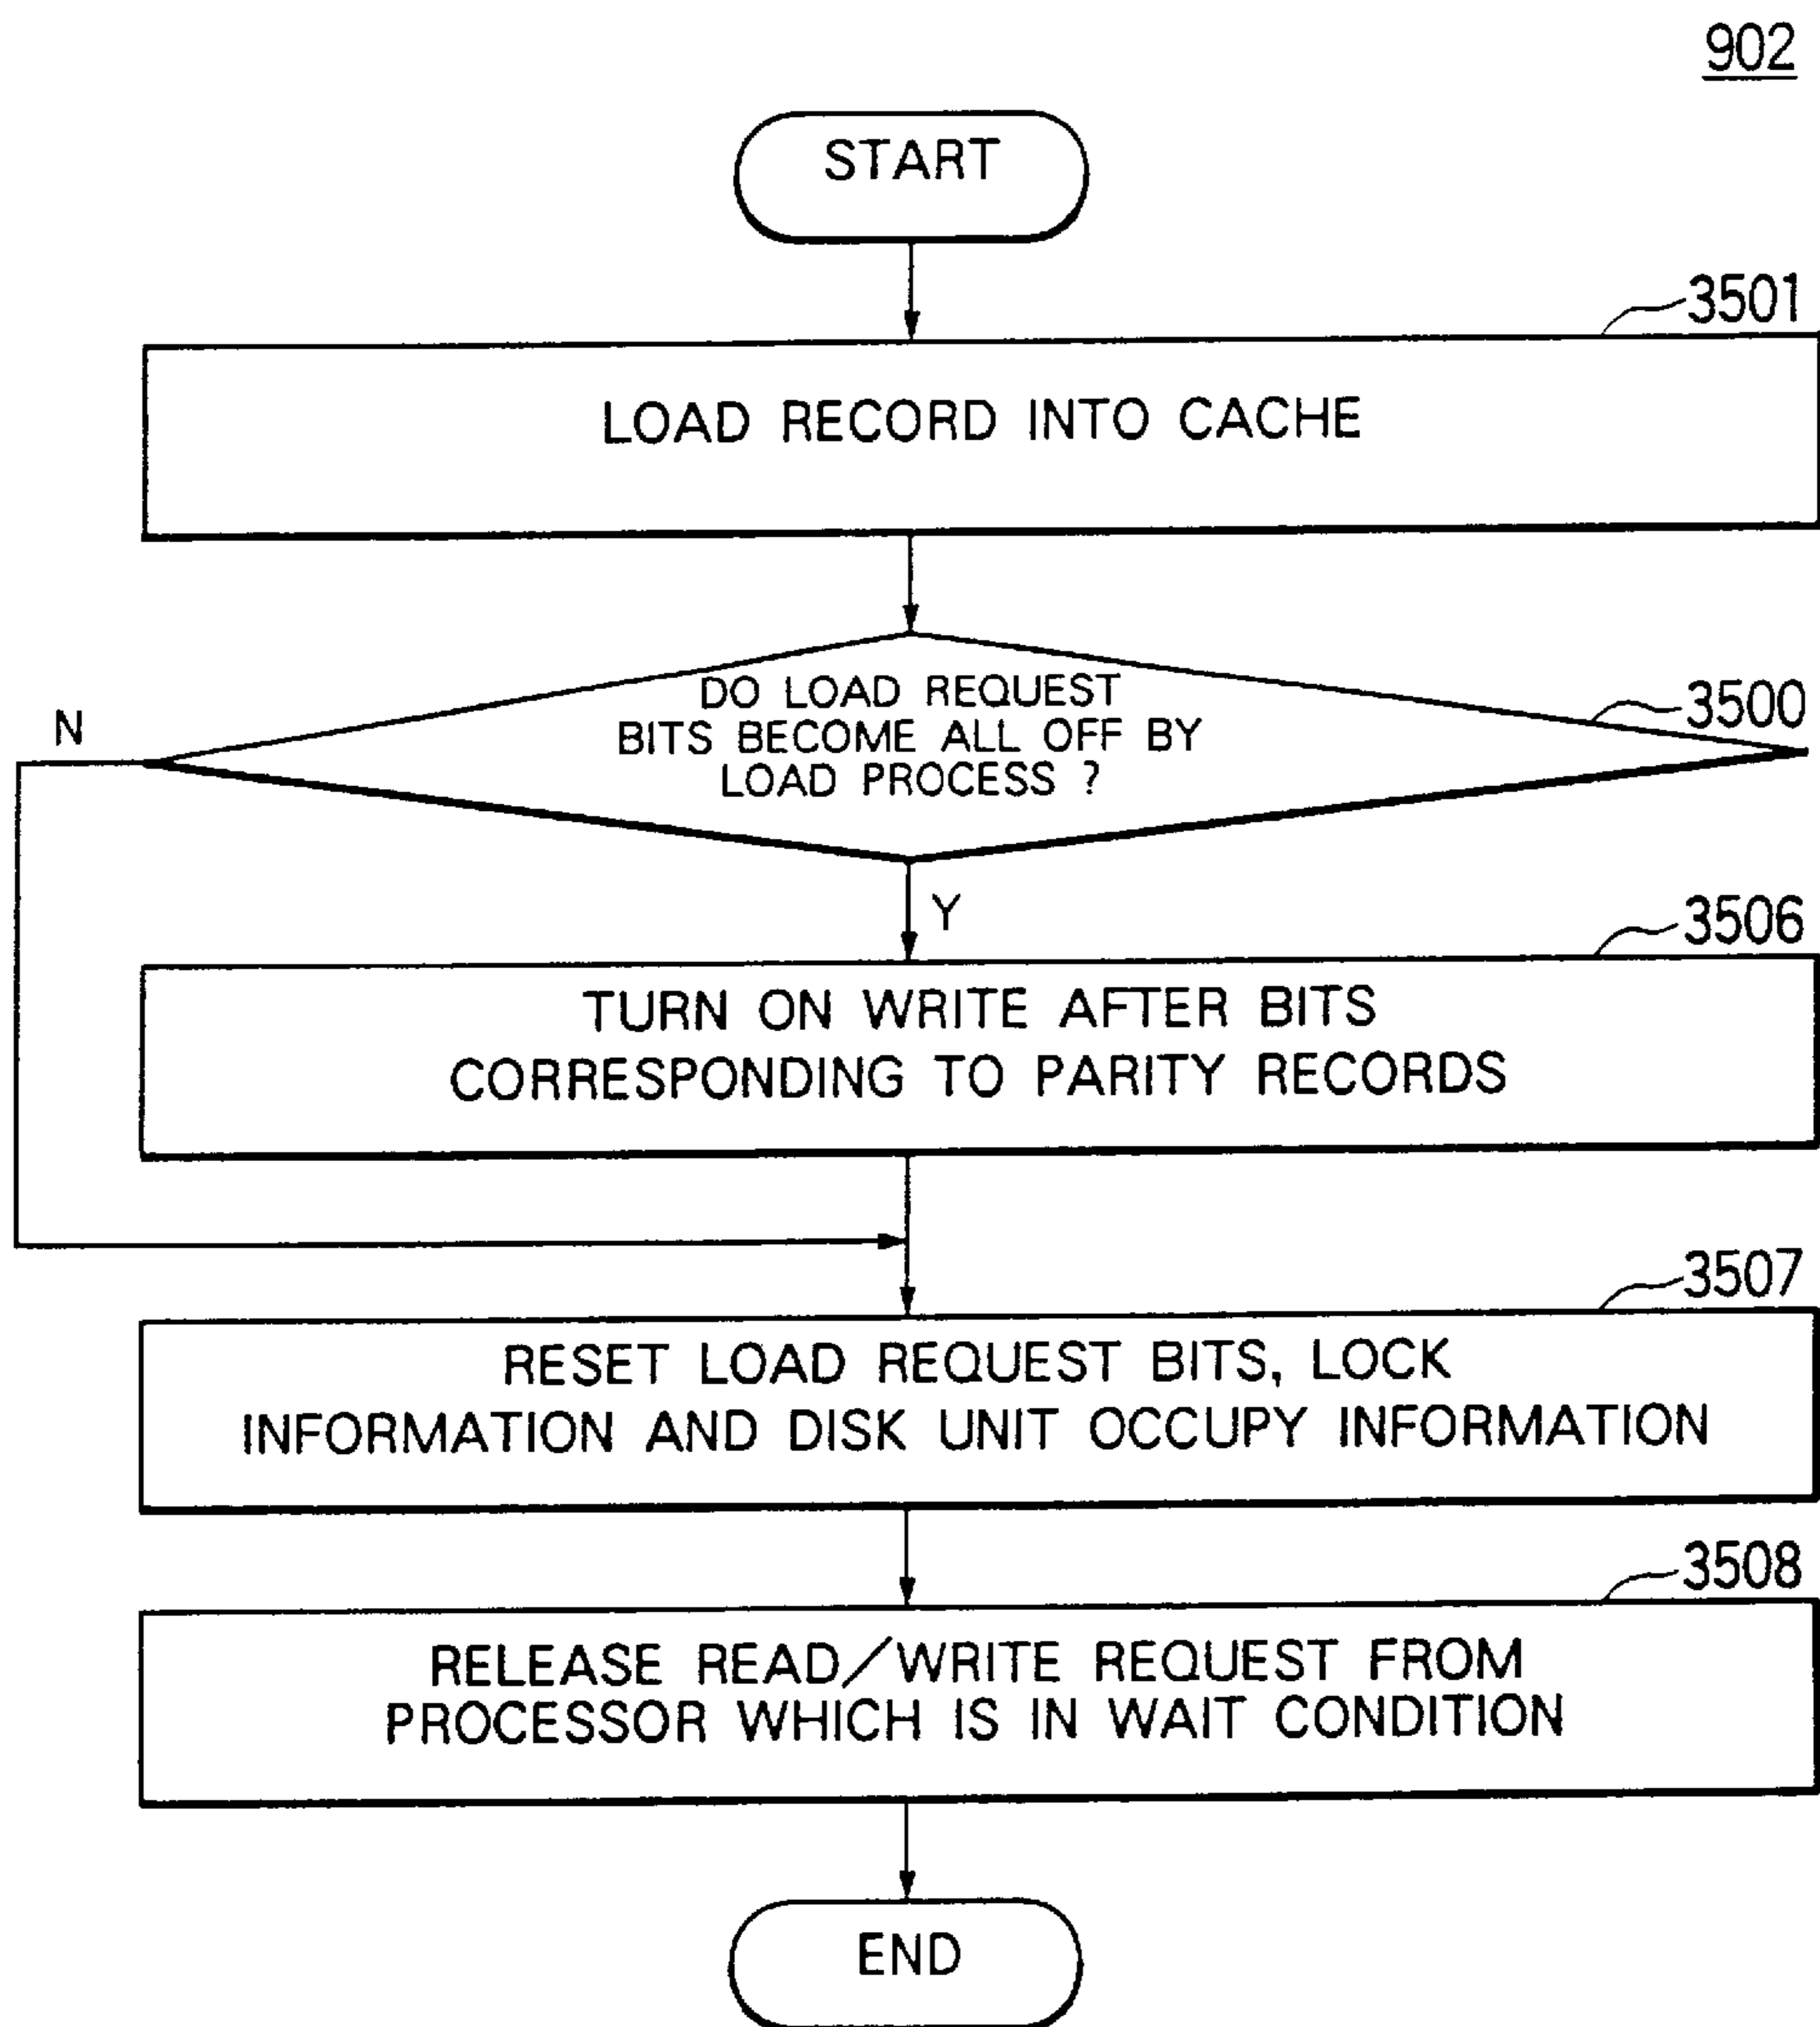 902
START
3501
LOAD RECORD INTO CACHE
DO LOAD REQUEST
BITS BECOME ALL OFF BY
LOAD PROCESS ?
3500
N
Y
3506
TURN ON WRITE AFTER BITS
CORRESPONDING TO PARITY RECORDS
3507
RESET LOAD REQUEST BITS, LOCK
INFORMATION AND DISK UNIT OCCUPY INFORMATION
3508
RELEASE READ/WRITE REQUEST FROM
PROCESSOR WHICH IS IN WAIT CONDITION
END